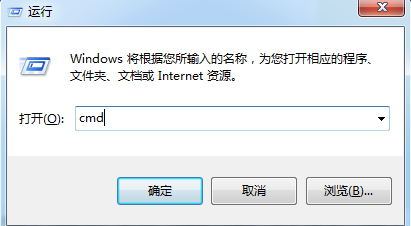 运行
Windows 将根据您所输入的名称，为您打开相应的程序、
文件夹、文档或 Internet 资源。
打开(O): cmd
确定 取消 浏览(B)...